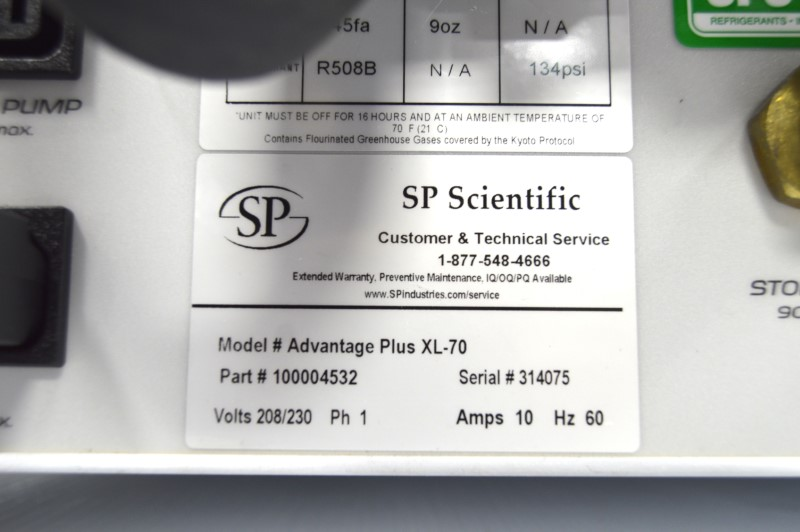 45fa 9oz N/A
R508B N/A 134psi
*UNIT MUST BE OFF FOR 16 HOURS AND AT AN AMBIENT TEMPERATURE OF
70 F (21 C)
Contains Flourinated Greenhouse Gases covered by the Kyoto Protocol
REFRIGERANTS
PUMP
max.
SP
SP Scientific
Customer & Technical Service
1-877-548-4666
Extended Warranty, Preventive Maintenance, IQ/OQ/PQ Available
www.SPindustries.com/service
Model # Advantage Plus XL-70
Part # 100004532 Serial # 314075
Volts 208/230 Ph 1 Amps 10 Hz 60